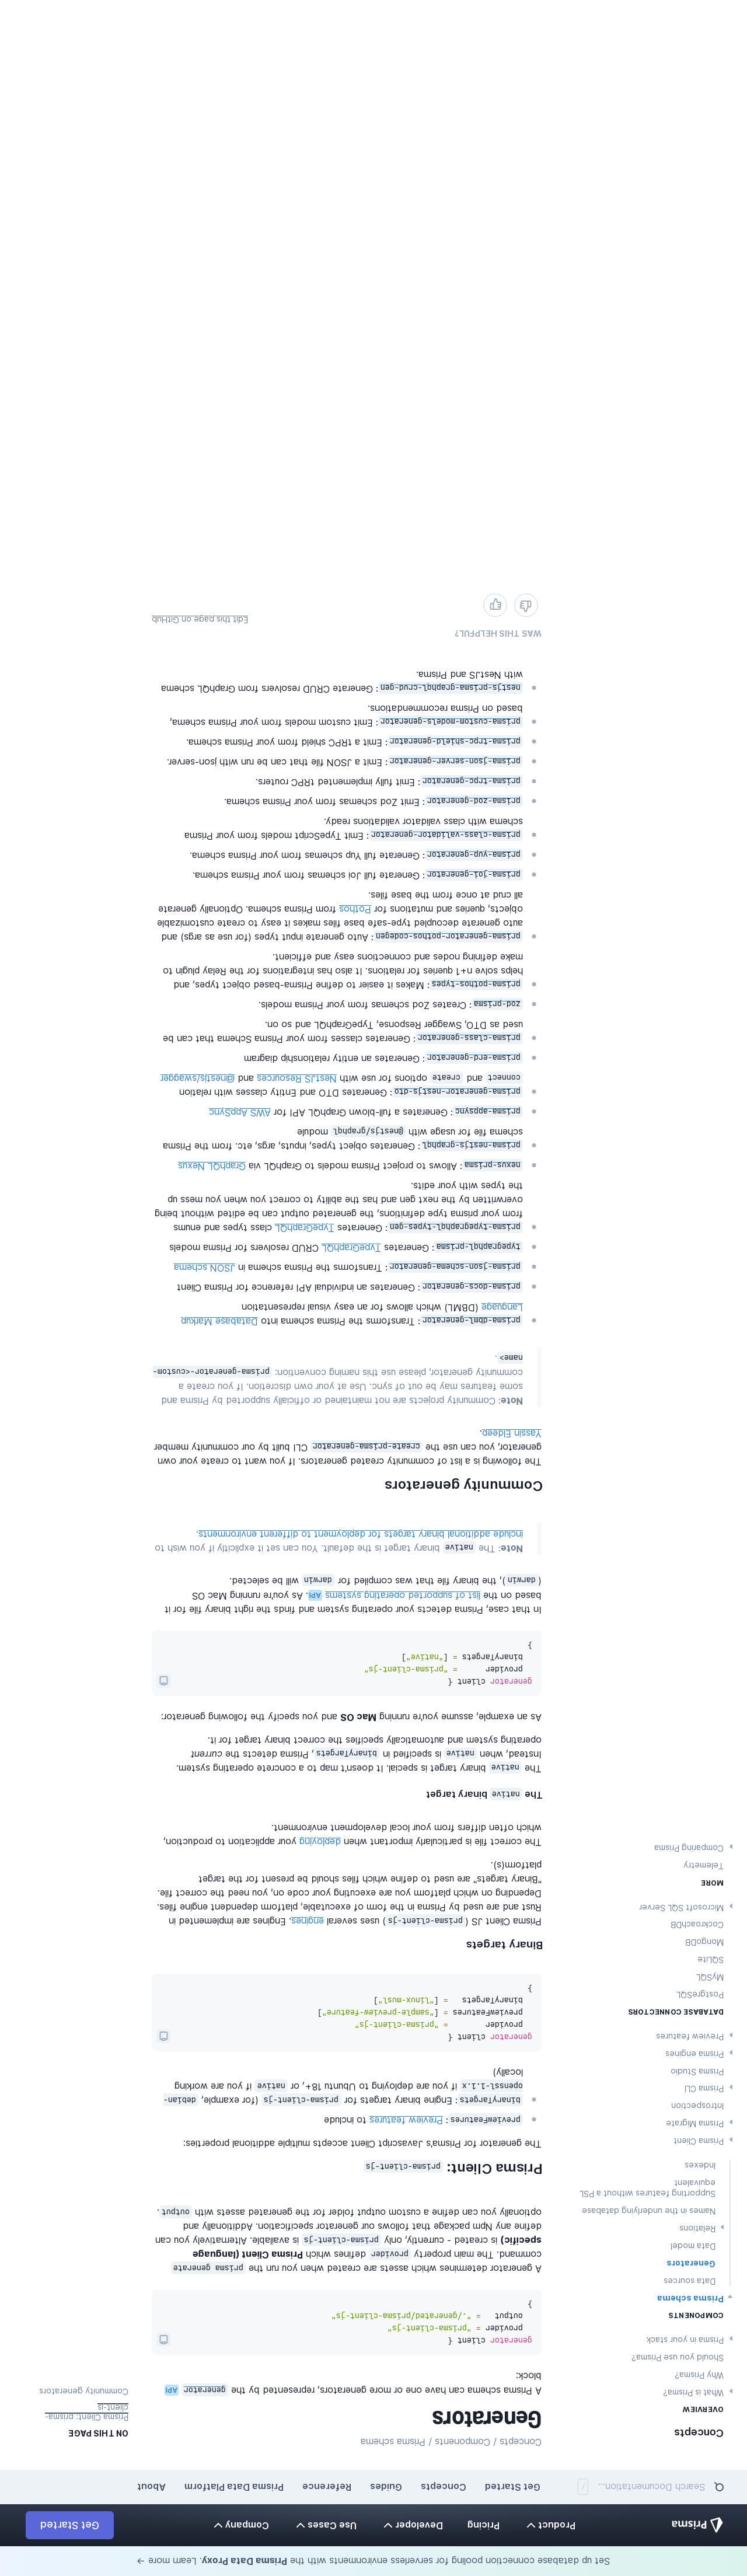 Set up database connection pooling for serverless environments with the Prisma Data Proxy. Learn more →
Prisma
Product
Pricing
Developer
Use Cases
Company
Get Started
Search Documentation...
/
Get Started
Concepts
Guides
Reference
Prisma Data Platform
About
Concepts
OVERVIEW
What is Prisma?
Why Prisma?
Should you use Prisma?
Prisma in your stack
COMPONENTS
Prisma schema
Data sources
Generators
Data model
Relations
Names in the underlying database
Supporting features without a PSL
equivalent
Indexes
Prisma Client
Prisma Migrate
Introspection
Prisma CLI
Prisma Studio
Prisma engines
Preview features
DATABASE CONNECTORS
PostgreSQL
MySQL
SQLite
MongoDB
CockroachDB
Microsoft SQL Server
MORE
Telemetry
Comparing Prisma
Concepts / Components / Prisma schema
Generators
A Prisma schema can have one or more generators, represented by the generator API
block:
generator client {
provider = "prisma-client-js"
output   = "./generated/prisma-client-js"
}
A generator determines which assets are created when you run the prisma generate
command. The main property provider defines which Prisma Client (language
specific) is created - currently, only prisma-client-js is available. Alternatively you can
define any npm package that follows our generator specification. Additionally and
optionally you can define a custom output folder for the generated assets with output .
Prisma Client: prisma-client-js
The generator for Prisma's JavaScript Client accepts multiple additional properties:
previewFeatures : Preview features to include
binaryTargets : Engine binary targets for prisma-client-js (for example, debian-
openssl-1.1.x if you are deploying to Ubuntu 18+, or native if you are working
locally)
generator client {
provider        = "prisma-client-js"
previewFeatures = ["sample-preview-feature"]
binaryTargets   = ["linux-musl"]
}
Binary targets
Prisma Client JS ( prisma-client-js ) uses several engines. Engines are implemented in
Rust and are used by Prisma in the form of executable, platform dependent engine files.
Depending on which platform you are executing your code on, you need the correct file.
"Binary targets" are used to define which files should be present for the target
platform(s).
The correct file is particularly important when deploying your application to production,
which often differs from your local development environment.
The native binary target
The native binary target is special. It doesn't map to a concrete operating system.
Instead, when native is specified in binaryTargets , Prisma detects the current
operating system and automatically specifies the correct binary target for it.
As an example, assume you're running Mac OS and you specify the following generator:
generator client {
provider      = "prisma-client-js"
binaryTargets = ["native"]
}
In that case, Prisma detects your operating system and finds the right binary file for it
based on the list of supported operating systems API. As you're running Mac OS
( darwin ), the binary file that was compiled for darwin will be selected.
Note: The native binary target is the default. You can set it explicitly if you wish to
include additional binary targets for deployment to different environments.
Community generators
The following is a list of community created generators. If you want to create your own
generator, you can use the create-prisma-generator CLI built by our community member
Yassin Eldeep.
Note: Community projects are not maintained or officially supported by Prisma and
some features may be out of sync. Use at your own discretion. If you create a
community generator, please use this naming convention: prisma-generator-<custom-
name> .
prisma-dbml-generator : Transforms the Prisma schema into Database Markup
Language (DBML) which allows for an easy visual representation
prisma-docs-generator : Generates an individual API reference for Prisma Client
prisma-json-schema-generator : Transforms the Prisma schema in JSON schema
typegraphql-prisma : Generates TypeGraphQL CRUD resolvers for Prisma models
prisma-typegraphql-types-gen : Generates TypeGraphQL class types and enums
from your prisma type definitions, the generated output can be edited without being
overwritten by the next gen and has the ability to correct you when you mess up
the types with your edits.
nexus-prisma : Allows to project Prisma models to GraphQL via GraphQL Nexus
prisma-nestjs-graphql : Generates object types, inputs, args, etc. from the Prisma
schema file for usage with @nestjs/graphql module
prisma-appsync : Generates a full-blown GraphQL API for AWS AppSync
prisma-generator-nestjs-dto : Generates DTO and Entity classes with relation
connect and create options for use with NestJS Resources and @nestjs/swagger
prisma-erd-generator : Generates an entity relationship diagram
prisma-class-generator : Generates classes from your Prisma Schema that can be
used as DTO, Swagger Response, TypeGraphQL and so on.
zod-prisma : Creates Zod schemas from your Prisma models.
prisma-pothos-types : Makes it easier to define Prisma-based object types, and
helps solve n+1 queries for relations. It also has integrations for the Relay plugin to
make defining nodes and connections easy and efficient.
prisma-generator-pothos-codegen : Auto generate input types (for use as args) and
auto generate decoupled type-safe base files makes it easy to create customizable
objects, queries and mutations for Pothos from Prisma schema. Optionally generate
all crud at once from the base files.
prisma-joi-generator : Generate full Joi schemas from your Prisma schema.
prisma-yup-generator : Generate full Yup schemas from your Prisma schema.
prisma-class-validator-generator : Emit TypeScript models from your Prisma
schema with class validator validations ready.
prisma-zod-generator : Emit Zod schemas from your Prisma schema.
prisma-trpc-generator : Emit fully implemented tRPC routers.
prisma-json-server-generator : Emit a JSON file that can be run with json-server.
prisma-trpc-shield-generator : Emit a tRPC shield from your Prisma schema.
prisma-custom-models-generator : Emit custom models from your Prisma schema,
based on Prisma recommendations.
nestjs-prisma-graphql-crud-gen : Generate CRUD resolvers from GraphQL schema
with NestJS and Prisma.
WAS THIS HELPFUL?
Edit this page on GitHub
ON THIS PAGE
Prisma Client: prisma-
client-js
Community generators